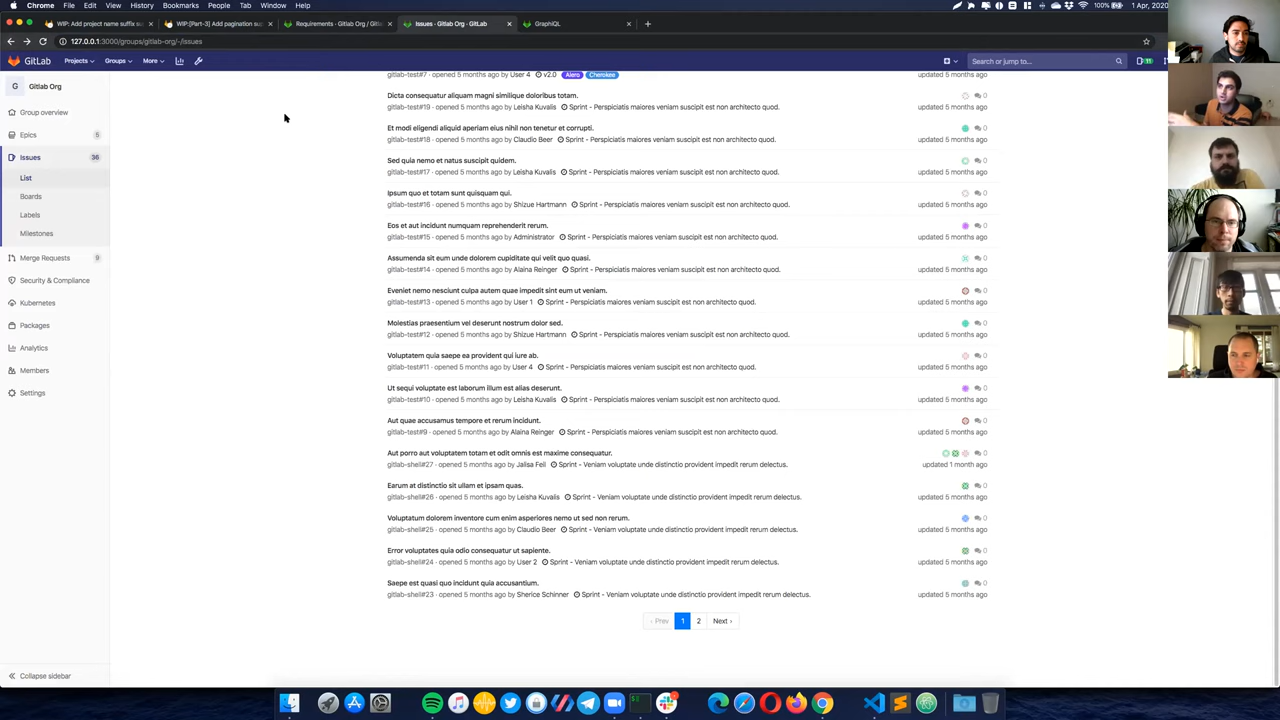 Chrome File Edit View History Bookmarks People Tab Window Help 100% 1 Apr, 2020
WIP: Add project name suffix su
WIP:[Part-3] Add pagination sup
Requirements · Gitlab Org / Gitla
Issues · Gitlab Org · GitLab
GraphiQL
127.0.0.1:3000/groups/gitlab-org/-/issues
GitLab Projects Groups More Search or jump to... 11
G Gitlab Org
Group overview
Epics 5
Issues 36
List
Boards
Labels
Milestones
Merge Requests 9
Security & Compliance
Kubernetes
Packages
Analytics
Members
Settings
Collapse sidebar
gitlab-test#7 · opened 5 months ago by User 4 v2.0 Alero Cherokee updated 5 months ago
Dicta consequatur aliquam magni similique doloribus totam. 0
gitlab-test#19 · opened 5 months ago by Leisha Kuvalis Sprint - Perspiciatis maiores veniam suscipit est non architecto quod. updated 5 months ago
Et modi eligendi aliquid aperiam eius nihil non tenetur et corrupti. 0
gitlab-test#18 · opened 5 months ago by Claudio Beer Sprint - Perspiciatis maiores veniam suscipit est non architecto quod. updated 5 months ago
Sed quia nemo et natus suscipit quidem. 0
gitlab-test#17 · opened 5 months ago by Leisha Kuvalis Sprint - Perspiciatis maiores veniam suscipit est non architecto quod. updated 5 months ago
Ipsum quo et totam sunt quisquam qui. 0
gitlab-test#16 · opened 5 months ago by Shizue Hartmann Sprint - Perspiciatis maiores veniam suscipit est non architecto quod. updated 5 months ago
Eos et aut incidunt numquam reprehenderit rerum. 0
gitlab-test#15 · opened 5 months ago by Administrator Sprint - Perspiciatis maiores veniam suscipit est non architecto quod. updated 5 months ago
Assumenda sit eum unde dolorem cupiditate qui velit quo quasi. 0
gitlab-test#14 · opened 5 months ago by Alaina Reinger Sprint - Perspiciatis maiores veniam suscipit est non architecto quod. updated 5 months ago
Eveniet nemo nesciunt culpa autem quae impedit sint eum ut veniam. 0
gitlab-test#13 · opened 5 months ago by User 1 Sprint - Perspiciatis maiores veniam suscipit est non architecto quod. updated 5 months ago
Molestias praesentium vel deserunt nostrum dolor sed. 0
gitlab-test#12 · opened 5 months ago by Shizue Hartmann Sprint - Perspiciatis maiores veniam suscipit est non architecto quod. updated 5 months ago
Voluptatem quia saepe ea provident qui iure ab. 0
gitlab-test#11 · opened 5 months ago by User 4 Sprint - Perspiciatis maiores veniam suscipit est non architecto quod. updated 5 months ago
Ut sequi voluptate est laborum illum est alias deserunt. 0
gitlab-test#10 · opened 5 months ago by Leisha Kuvalis Sprint - Perspiciatis maiores veniam suscipit est non architecto quod. updated 5 months ago
Aut quae accusamus tempore et rerum incidunt. 0
gitlab-test#9 · opened 5 months ago by Alaina Reinger Sprint - Perspiciatis maiores veniam suscipit est non architecto quod. updated 5 months ago
Aut porro aut voluptatem totam et odit omnis est maxime consequatur. 0
gitlab-shell#27 · opened 5 months ago by Jalisa Feil Sprint - Veniam voluptate unde distinctio provident impedit rerum delectus. updated 1 month ago
Earum at distinctio sit ullam et ipsam quas. 0
gitlab-shell#26 · opened 5 months ago by Leisha Kuvalis Sprint - Veniam voluptate unde distinctio provident impedit rerum delectus. updated 5 months ago
Voluptatum dolorem inventore cum enim asperiores nemo ut sed non rerum. 0
gitlab-shell#25 · opened 5 months ago by Claudio Beer Sprint - Veniam voluptate unde distinctio provident impedit rerum delectus. updated 5 months ago
Error voluptates quia odio consequatur ut sapiente. 0
gitlab-shell#24 · opened 5 months ago by User 2 Sprint - Veniam voluptate unde distinctio provident impedit rerum delectus. updated 5 months ago
Saepe est quasi quo incidunt quia accusantium. 0
gitlab-shell#23 · opened 5 months ago by Sherice Schinner Sprint - Veniam voluptate unde distinctio provident impedit rerum delectus. updated 5 months ago
‹ Prev 1 2 Next ›